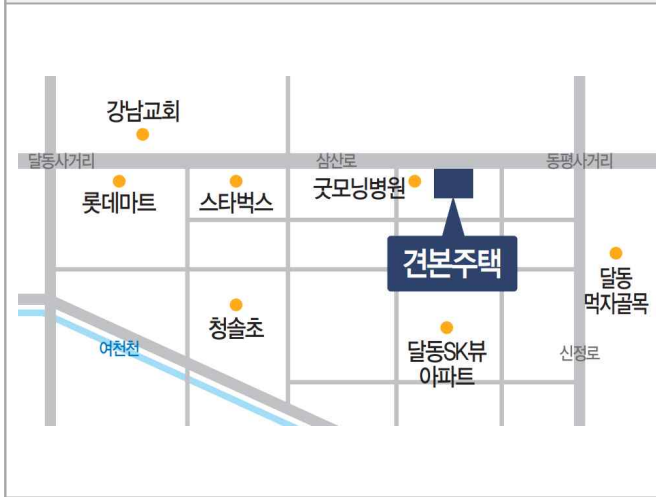 강남교회
달동사거리
삼산로
동평사거리
롯데마트
스타벅스
굿모닝병원
견본주택
달동
먹자골목
청솔초
여천천
달동SK뷰
아파트
신정로